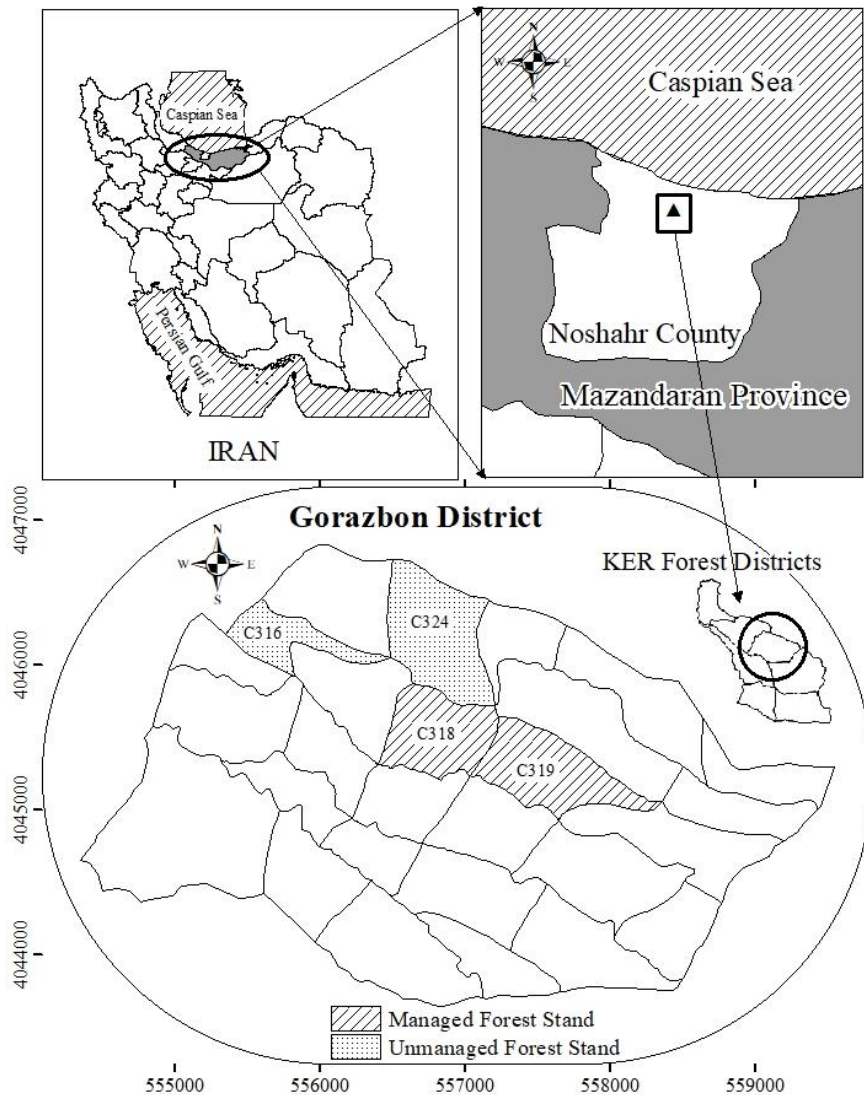 Caspian Sea
Persian Gulf
IRAN
N
W E
S
Caspian Sea
Noshahr County
Mazandaran Province
Gorazbon District
N
W E
S
KER Forest Districts
C316
C324
C318
C319
Managed Forest Stand
Unmanaged Forest Stand
4047000
4046000
4045000
4044000
555000 556000 557000 558000 559000